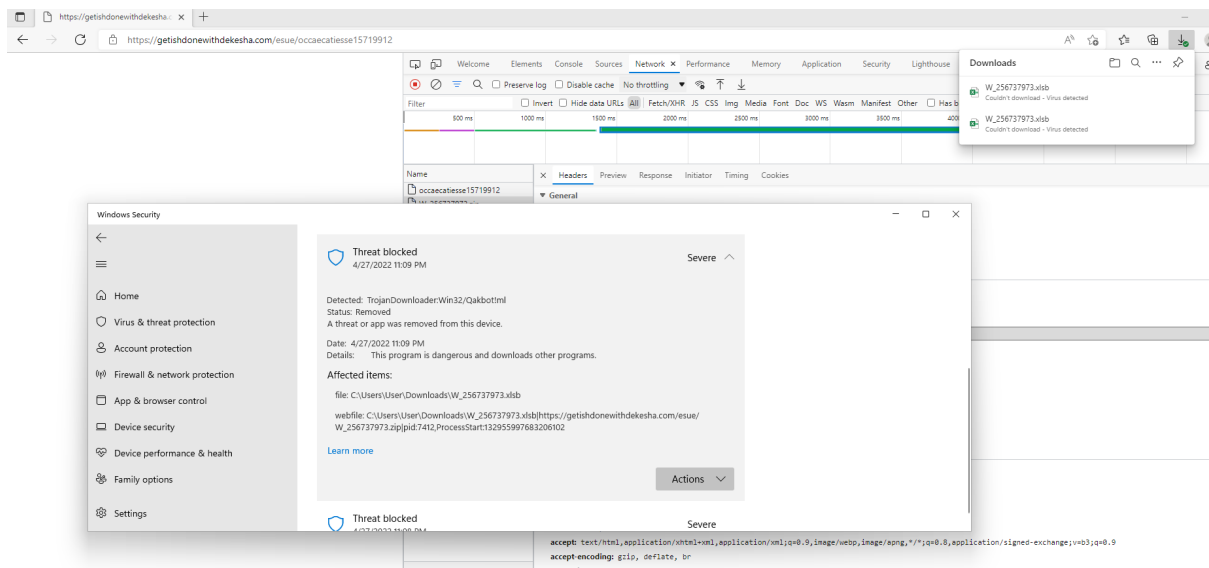 https://getishdonewithdekesha.c
https://getishdonewithdekesha.com/esue/occaecatiesse15719912
Welcome Elements Console Sources Network Performance Memory Application Security Lighthouse
Preserve log Disable cache No throttling
Filter Invert Hide data URLs All Fetch/XHR JS CSS Img Media Font Doc WS Wasm Manifest Other Has b
500 ms 1000 ms 1500 ms 2000 ms 2500 ms 3000 ms 3500 ms 400
Downloads
W_256737973.xlsb
Couldn't download - Virus detected
W_256737973.xlsb
Couldn't download - Virus detected
Name
Headers Preview Response Initiator Timing Cookies
occaecatiesse15719912
General
W_256737973.zip
Windows Security
Home
Virus & threat protection
Account protection
Firewall & network protection
App & browser control
Device security
Device performance & health
Family options
Settings
Threat blocked
4/27/2022 11:09 PM
Severe
Detected: TrojanDownloader:Win32/Qakbot!ml
Status: Removed
A threat or app was removed from this device.
Date: 4/27/2022 11:09 PM
Details: This program is dangerous and downloads other programs.
Affected items:
file: C:\Users\User\Downloads\W_256737973.xlsb
webfile: C:\Users\User\Downloads\W_256737973.xlsb|https://getishdonewithdekesha.com/esue/
W_256737973.zip|pid:7412,ProcessStart:132955997683206102
Learn more
Actions
Threat blocked
4/27/2022 11:08 PM
Severe
accept: text/html,application/xhtml+xml,application/xml;q=0.9,image/webp,image/apng,*/*;q=0.8,application/signed-exchange;v=b3;q=0.9
accept-encoding: gzip, deflate, br